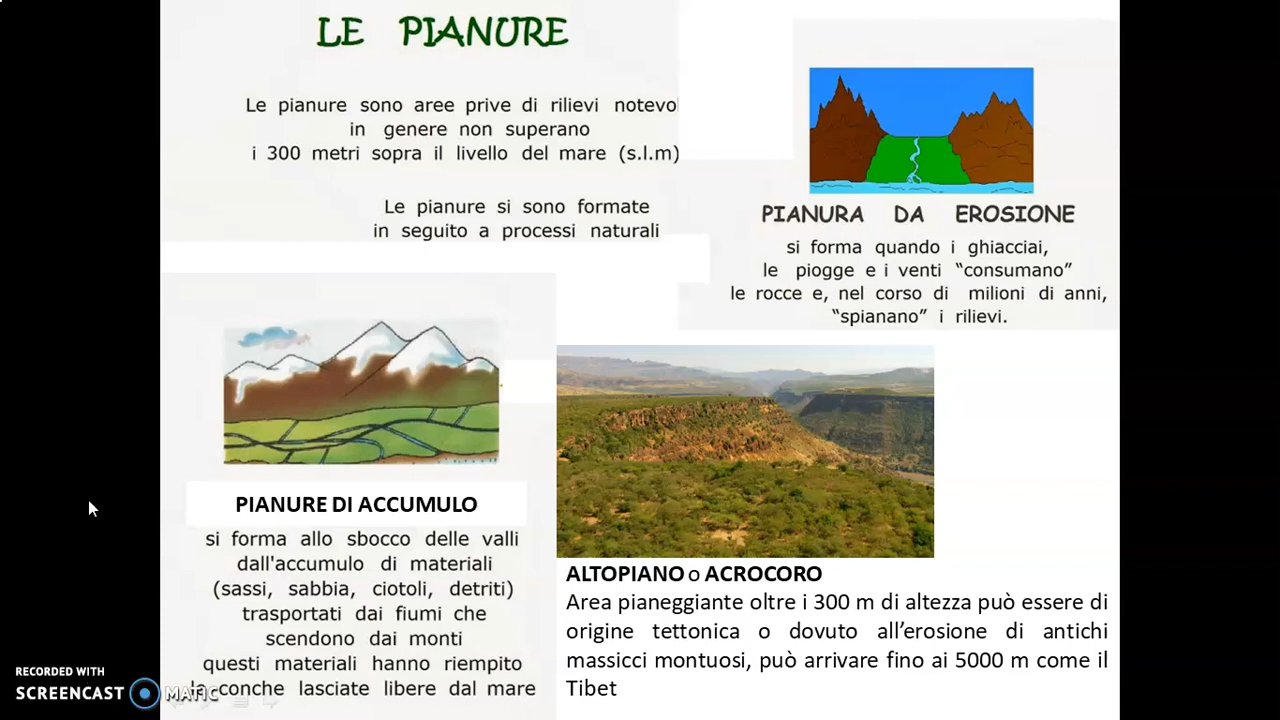 LE PIANURE
Le pianure sono aree prive di rilievi notevol
in genere non superano
i 300 metri sopra il livello del mare (s.l.m)
Le pianure si sono formate
in seguito a processi naturali
PIANURA DA EROSIONE
si forma quando i ghiacciai,
le piogge e i venti “consumano”
le rocce e, nel corso di milioni di anni,
“spianano” i rilievi.
PIANURE DI ACCUMULO
si forma allo sbocco delle valli
dall'accumulo di materiali
(sassi, sabbia, ciotoli, detriti)
trasportati dai fiumi che
scendono dai monti
questi materiali hanno riempito
le conche lasciate libere dal mare
ALTOPIANO o ACROCORO
Area pianeggiante oltre i 300 m di altezza può essere di
origine tettonica o dovuto all’erosione di antichi
massicci montuosi, può arrivare fino ai 5000 m come il
Tibet
RECORDED WITH
SCREENCAST MATIC